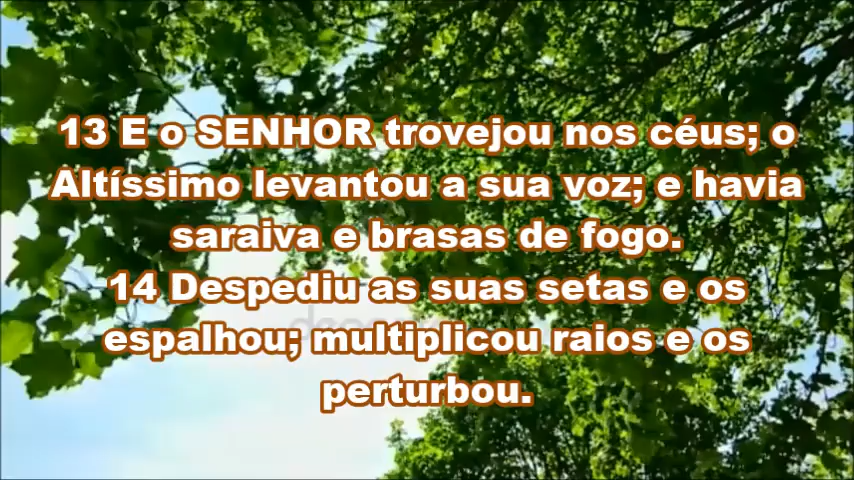 13 E o SENHOR trovejou nos céus; o
Altíssimo levantou a sua voz; e havia
saraiva e brasas de fogo.
14 Despediu as suas setas e os
espalhou; multiplicou raios e os
perturbou.